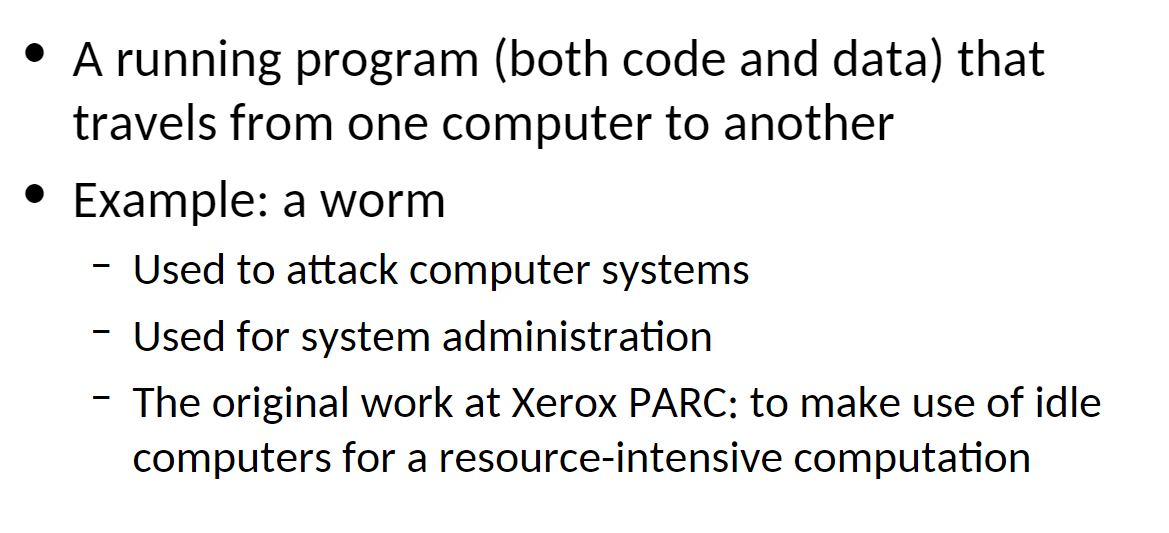 • A running program (both code and data) that
travels from one computer to another
• Example: a worm
– Used to attack computer systems
– Used for system administration
– The original work at Xerox PARC: to make use of idle
computers for a resource-intensive computation